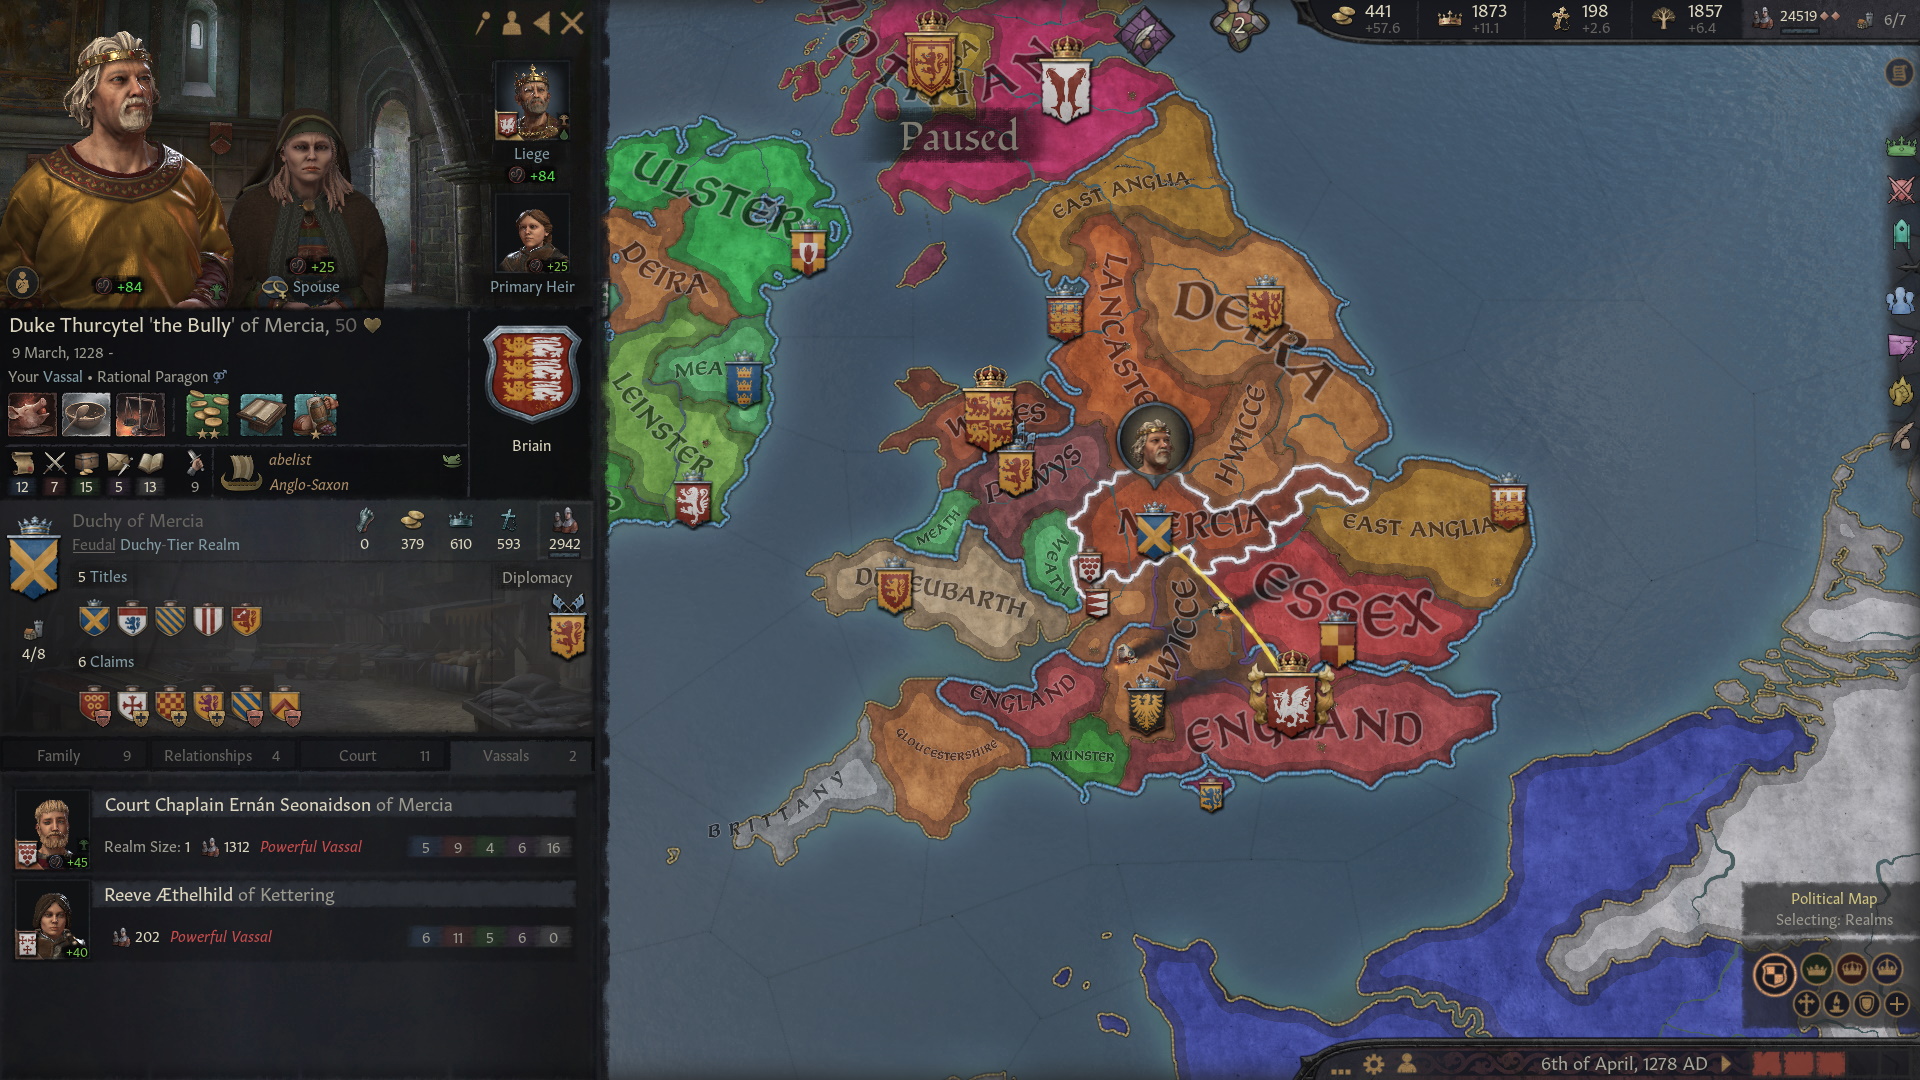 441
+57.6
1873
+11.1
198
+2.6
1857
+6.4
24519
6/7
2
Liege
+84
+25
Primary Heir
+84
+25
Spouse
Duke Thurcytel 'the Bully' of Mercia, 50
9 March, 1228 -
Your Vassal • Rational Paragon
Briain
12 7 15 5 13 9
abelist
Anglo-Saxon
Duchy of Mercia
Feudal Duchy-Tier Realm
0 379 610 593 2942
5 Titles
Diplomacy
4/8
6 Claims
Family 9
Relationships 4
Court 11
Vassals 2
Court Chaplain Ernán Seonaidson of Mercia
Realm Size: 1 1312 Powerful Vassal 5 9 4 6 16
+45
Reeve Æthelhild of Kettering
202 Powerful Vassal 6 11 5 6 0
+40
Paused
ULSTER
EAST ANGLIA
DEIRA
LANCASTE
DEIRA
MEA
LEINSTER
HWICCE
POWYS
MEATH
MERCIA
EAST ANGLIA
MEATH
ESSEX
HWICCE
ENGLAND
ENGLAND
GLOUCESTERSHIRE
MUNSTER
BRITTANY
Political Map
Selecting: Realms
6th of April, 1278 AD